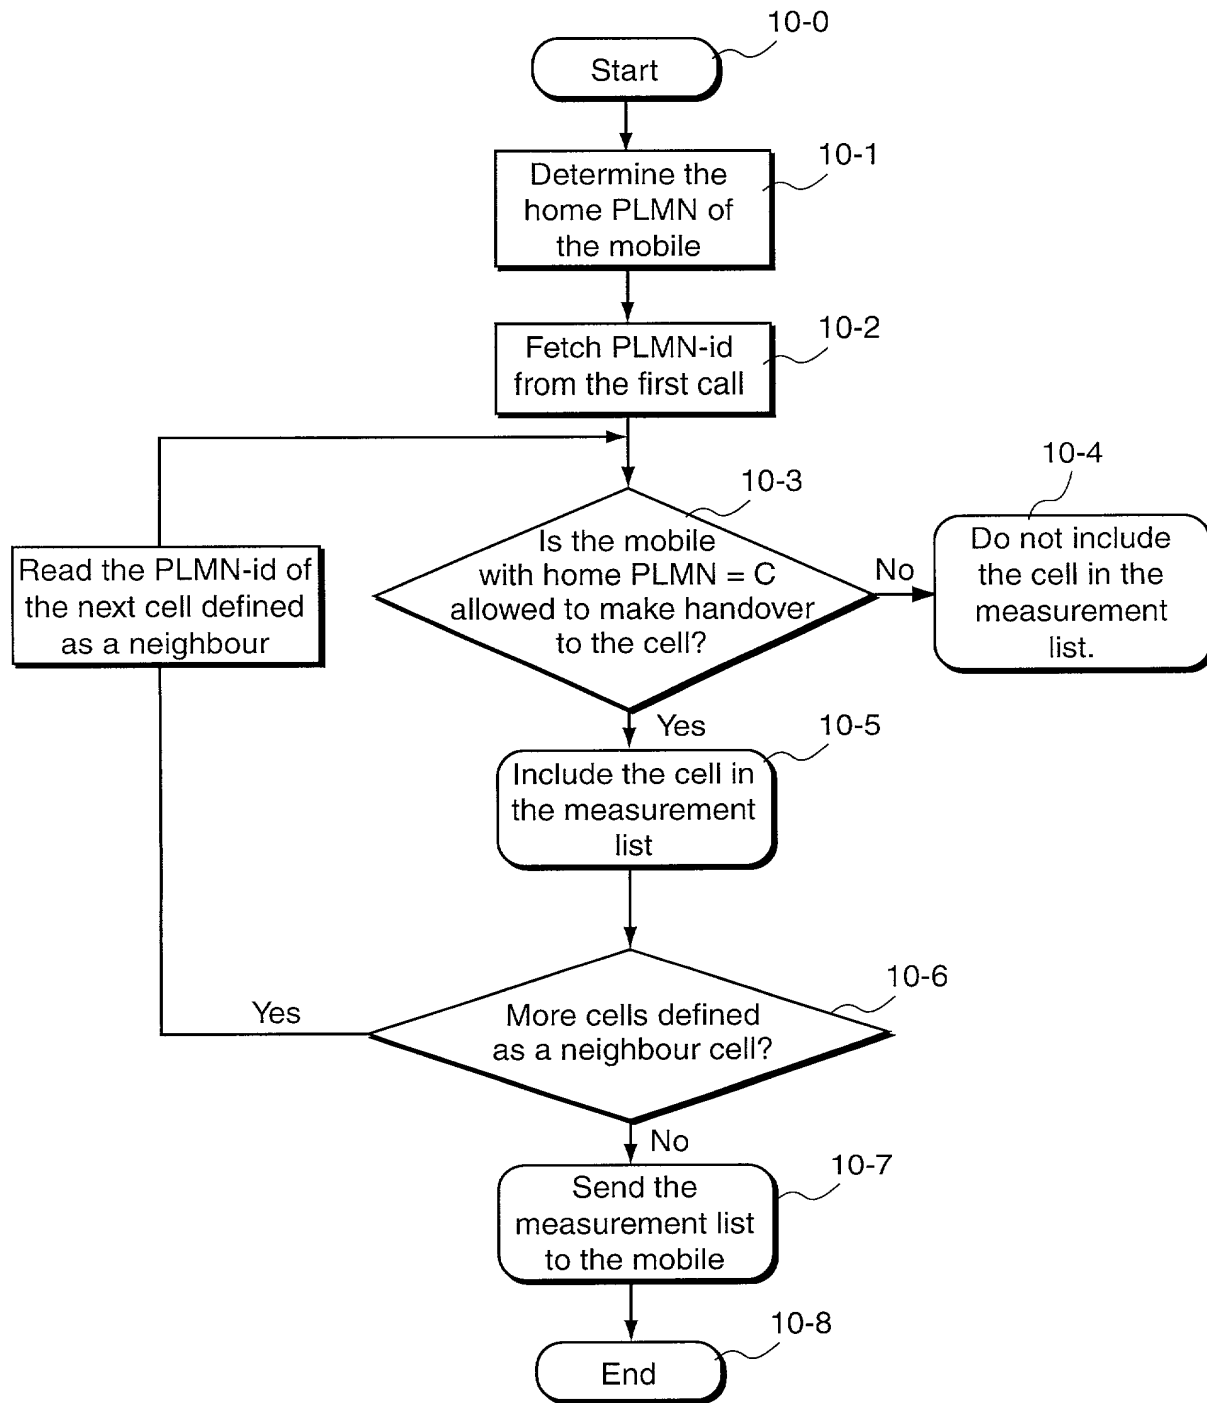 10-0
Start
10-1
Determine the
home PLMN of
the mobile
10-2
Fetch PLMN-id
from the first call
10-3
Is the mobile
with home PLMN = C
allowed to make handover
to the cell?
No
10-4
Do not include
the cell in the
measurement
list.
Read the PLMN-id of
the next cell defined
as a neighbour
Yes
10-5
Include the cell in
the measurement
list
10-6
More cells defined
as a neighbour cell?
Yes
No
10-7
Send the
measurement list
to the mobile
10-8
End